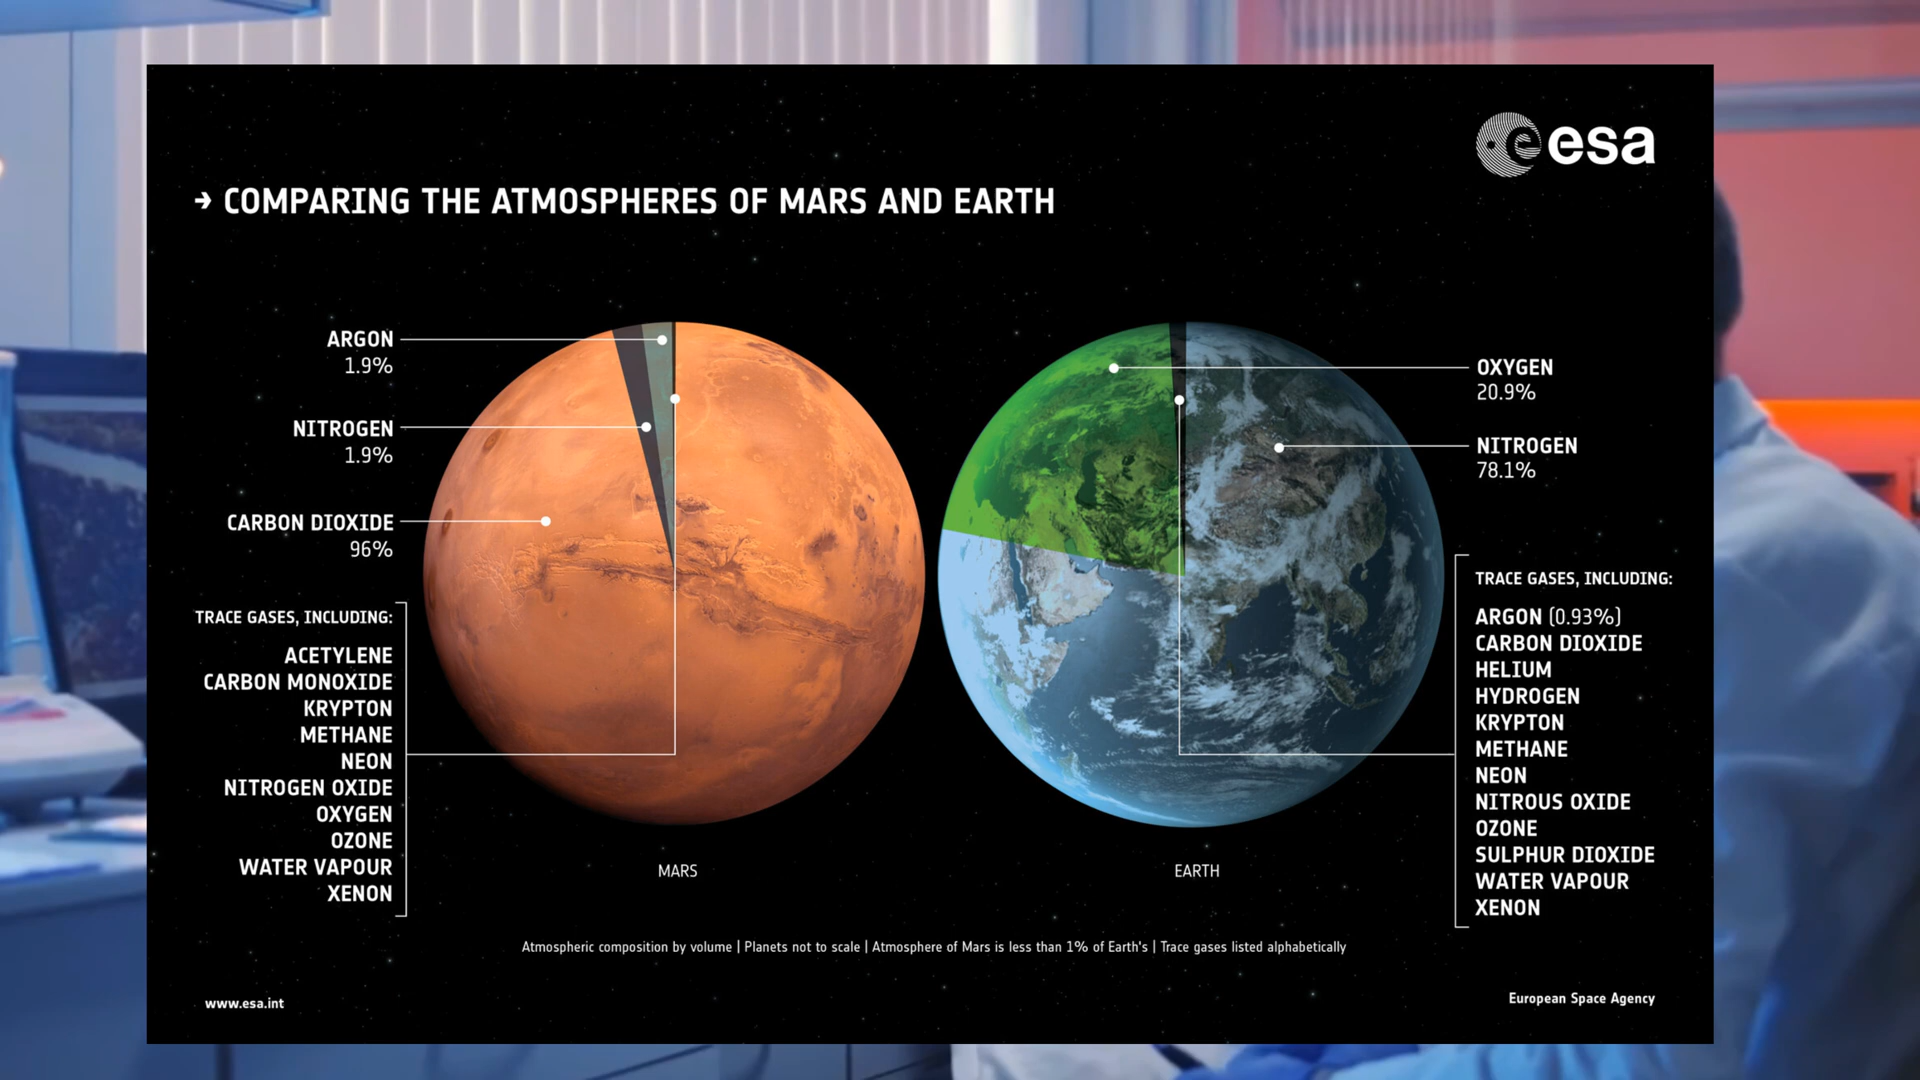 esa
→ COMPARING THE ATMOSPHERES OF MARS AND EARTH
ARGON
1.9%
NITROGEN
1.9%
CARBON DIOXIDE
96%
TRACE GASES, INCLUDING:
ACETYLENE
CARBON MONOXIDE
KRYPTON
METHANE
NEON
NITROGEN OXIDE
OXYGEN
OZONE
WATER VAPOUR
XENON
MARS
OXYGEN
20.9%
NITROGEN
78.1%
TRACE GASES, INCLUDING:
ARGON (0.93%)
CARBON DIOXIDE
HELIUM
HYDROGEN
KRYPTON
METHANE
NEON
NITROUS OXIDE
OZONE
SULPHUR DIOXIDE
WATER VAPOUR
XENON
EARTH
Atmospheric composition by volume | Planets not to scale | Atmosphere of Mars is less than 1% of Earth's | Trace gases listed alphabetically
www.esa.int
European Space Agency